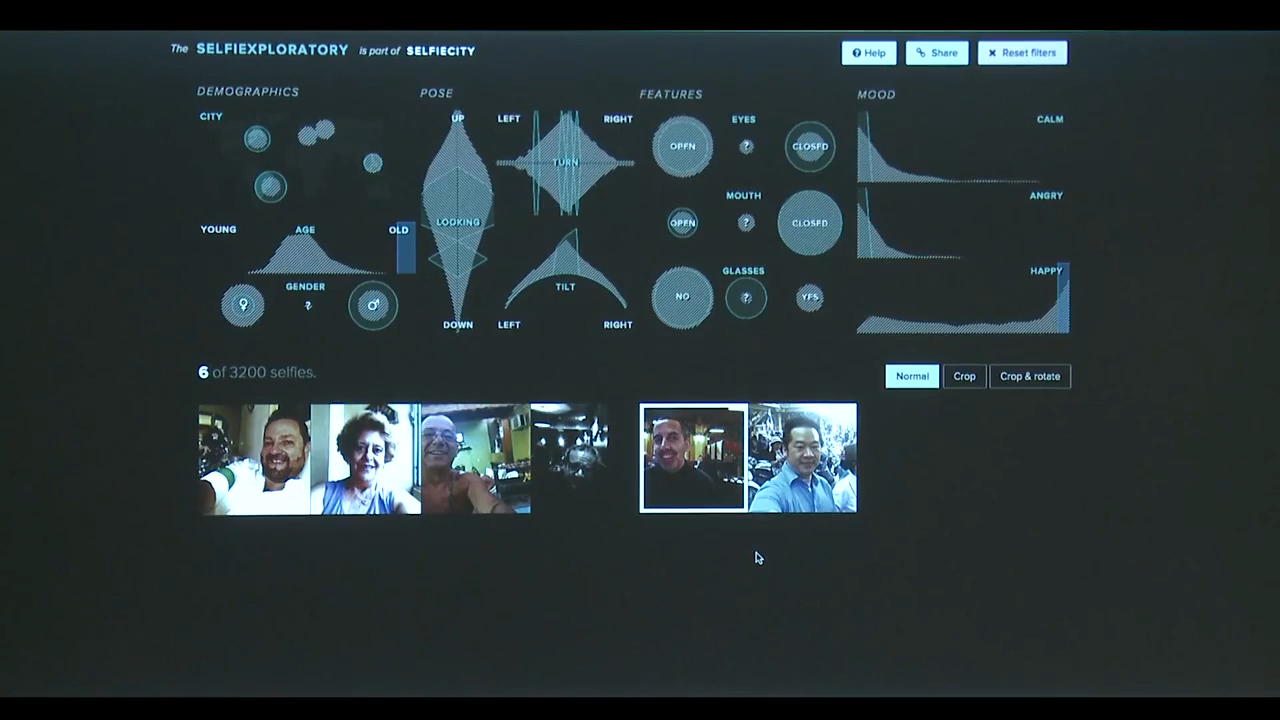 The SELFIEXPLORATORY is part of SELFIECITY
? Help
Share
× Reset filters
DEMOGRAPHICS
POSE
FEATURES
MOOD
CITY
UP
LEFT
RIGHT
EYES
CALM
OPEN
?
CLOSED
TURN
MOUTH
ANGRY
YOUNG
AGE
OLD
LOOKING
OPEN
?
CLOSED
GENDER
TILT
GLASSES
HAPPY
♀
?
♂
NO
?
YES
DOWN
LEFT
RIGHT
6 of 3200 selfies.
Normal
Crop
Crop & rotate